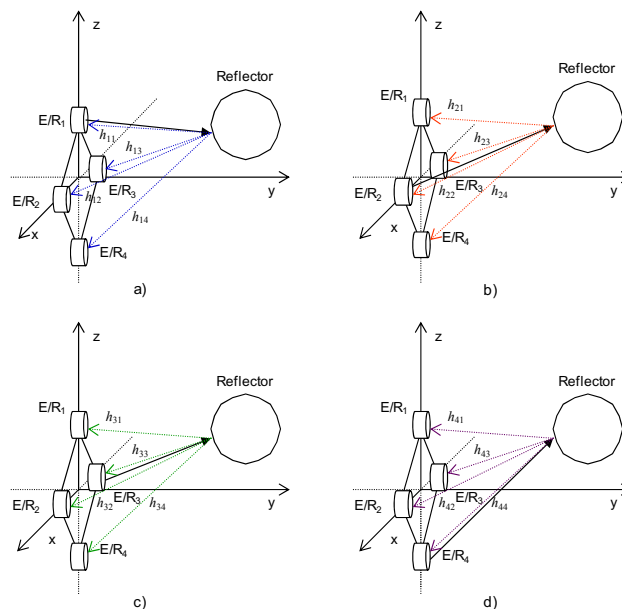 z
Reflector
E/R1
h11
h13
E/R3
y
E/R2
h12
h14
x
E/R4
a)
z
Reflector
E/R1
h21
h23
E/R3
y
E/R2
h22
h24
x
E/R4
b)
z
Reflector
E/R1
h31
h33
E/R3
y
E/R2
h32
h34
x
E/R4
c)
z
Reflector
E/R1
h41
h43
E/R3
y
E/R2
h42
h44
x
E/R4
d)